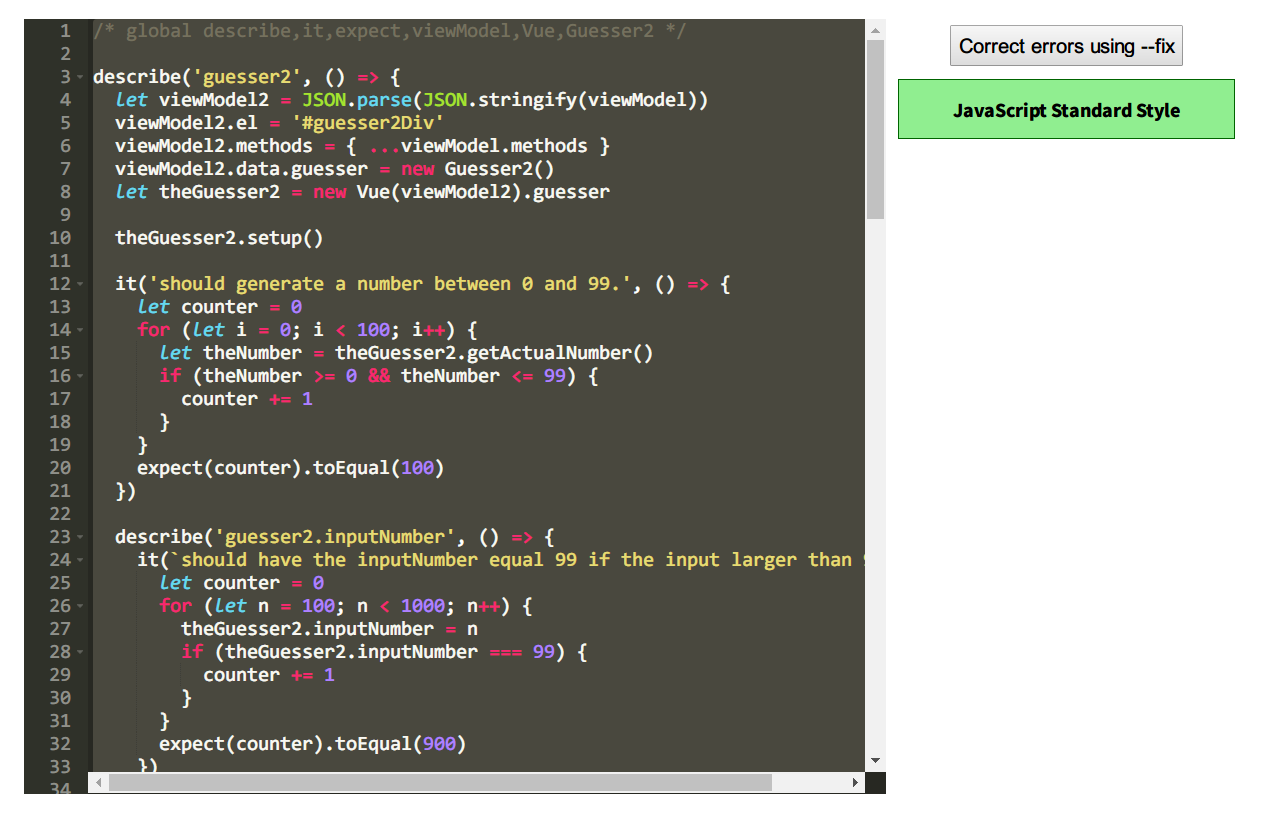 1 /* global describe,it,expect,viewModel,Vue,Guesser2 */
2
3 describe('guesser2', () => {
4   let viewModel2 = JSON.parse(JSON.stringify(viewModel))
5   viewModel2.el = '#guesser2Div'
6   viewModel2.methods = { ...viewModel.methods }
7   viewModel2.data.guesser = new Guesser2()
8   let theGuesser2 = new Vue(viewModel2).guesser
9
10   theGuesser2.setup()
11
12   it('should generate a number between 0 and 99.', () => {
13     let counter = 0
14     for (let i = 0; i < 100; i++) {
15       let theNumber = theGuesser2.getActualNumber()
16       if (theNumber >= 0 && theNumber <= 99) {
17         counter += 1
18       }
19     }
20     expect(counter).toEqual(100)
21   })
22
23   describe('guesser2.inputNumber', () => {
24     it(`should have the inputNumber equal 99 if the input larger than
25       let counter = 0
26       for (let n = 100; n < 1000; n++) {
27         theGuesser2.inputNumber = n
28         if (theGuesser2.inputNumber === 99) {
29           counter += 1
30         }
31       }
32       expect(counter).toEqual(900)
33     })
34
Correct errors using --fix
JavaScript Standard Style